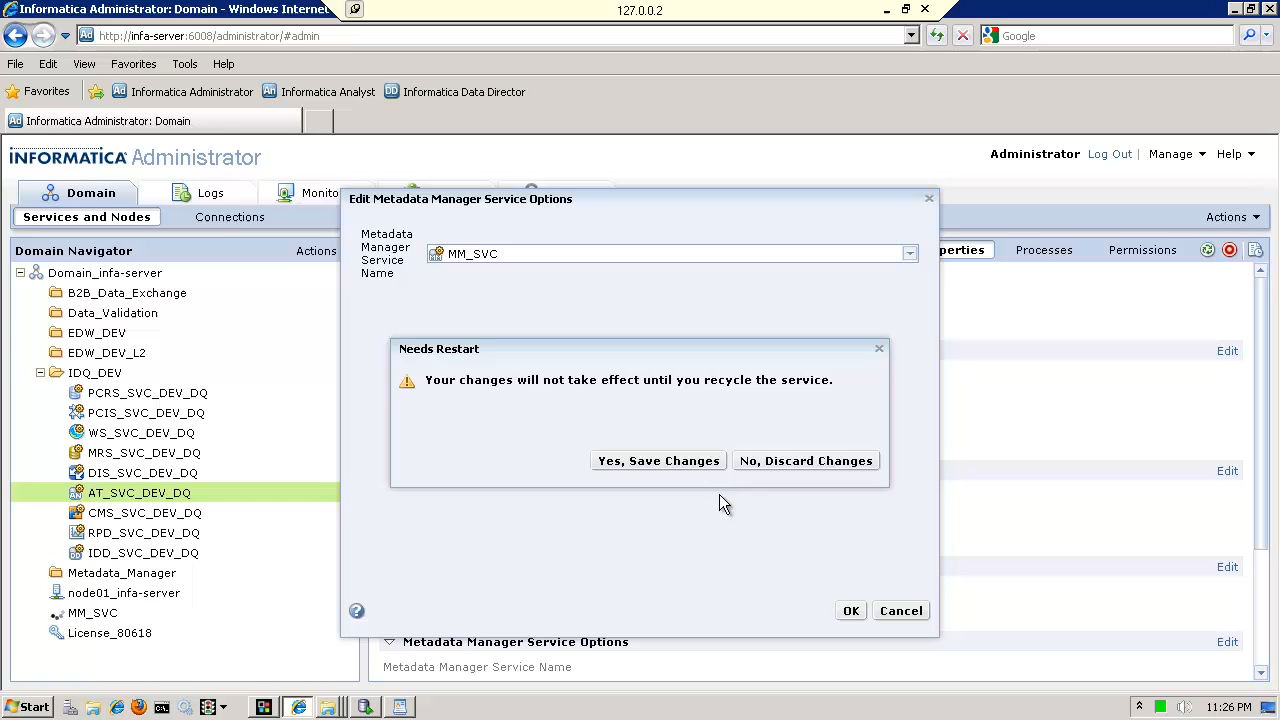 Informatica Administrator: Domain - Windows Internet
127.0.0.2
http://infa-server:6008/administrator/#admin
Google
File Edit View Favorites Tools Help
Favorites Informatica Administrator Informatica Analyst Informatica Data Director
Informatica Administrator: Domain
INFORMATICA Administrator
Administrator Log Out | Manage Help
Domain Logs Monito
Services and Nodes Connections Actions
Domain Navigator Actions
perties Processes Permissions
Domain_infa-server
B2B_Data_Exchange
Data_Validation
EDW_DEV
EDW_DEV_L2
IDQ_DEV
PCRS_SVC_DEV_DQ
PCIS_SVC_DEV_DQ
WS_SVC_DEV_DQ
MRS_SVC_DEV_DQ
DIS_SVC_DEV_DQ
AT_SVC_DEV_DQ
CMS_SVC_DEV_DQ
RPD_SVC_DEV_DQ
IDD_SVC_DEV_DQ
Metadata_Manager
node01_infa-server
MM_SVC
License_80618
Edit Metadata Manager Service Options
Metadata
Manager
Service
Name
MM_SVC
Needs Restart
Your changes will not take effect until you recycle the service.
Yes, Save Changes No, Discard Changes
OK Cancel
Edit
Edit
Edit
Metadata Manager Service Options Edit
Metadata Manager Service Name
Start
11:26 PM